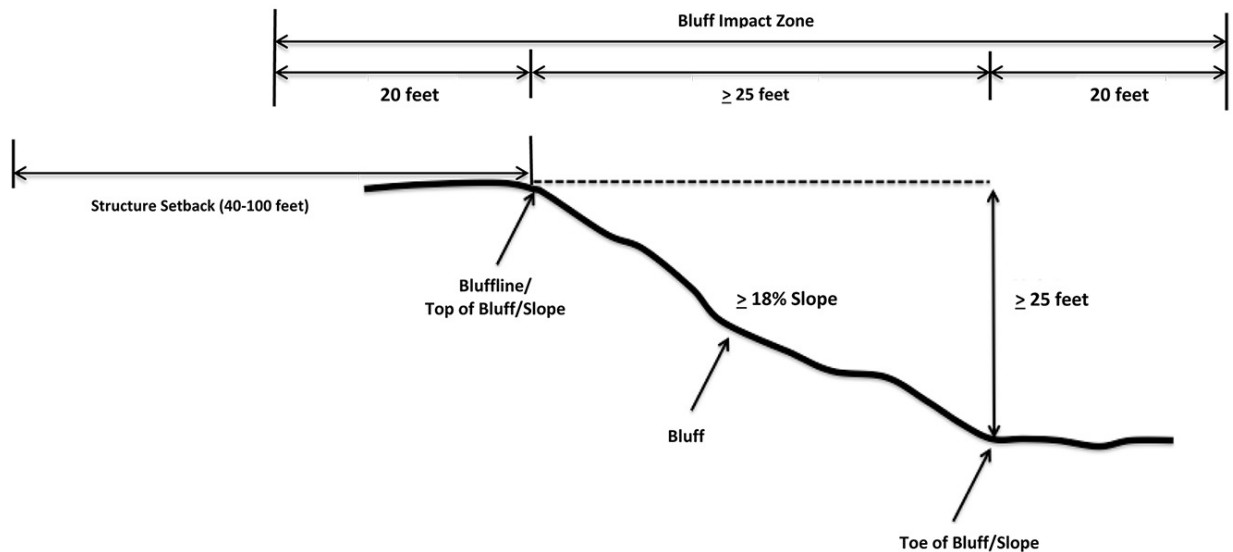 Bluff Impact Zone
20 feet
≥ 25 feet
20 feet
Structure Setback (40-100 feet)
Bluffline/
Top of Bluff/Slope
≥ 18% Slope
≥ 25 feet
Bluff
Toe of Bluff/Slope